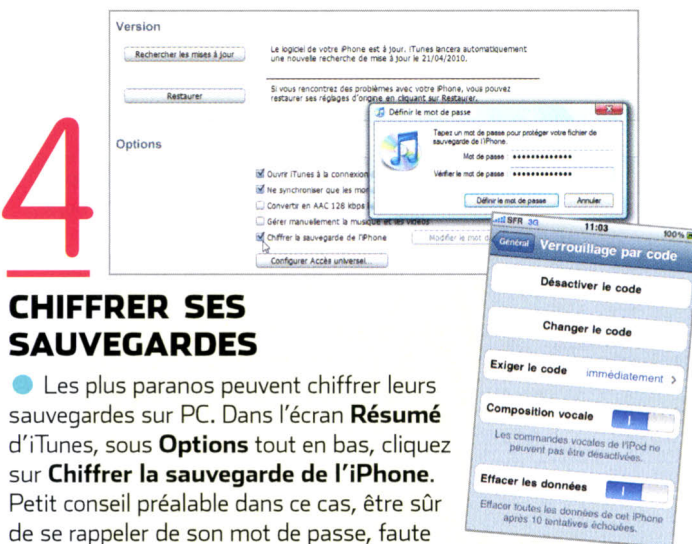 Version
Rechercher les mises à jour
Le logiciel de votre iPhone est à jour. iTunes lancera automatiquement
une nouvelle recherche de mise à jour le 21/04/2010.
Restaurer
Si vous rencontrez des problèmes avec votre iPhone, vous pouvez
restaurer ses réglages d'origine en cliquant sur Restaurer.
Options
Ouvrir iTunes à la connexion
Ne synchroniser que les mor
Convertir en AAC 128 kbps
Gérer manuellement la musique et les vidéos
Chiffrer la sauvegarde de l'iPhone
Modifier le mot d
Configurer Accès universel...
Définir le mot de passe
Tapez un mot de passe pour protéger votre fichier de
sauvegarde de l'iPhone.
Mot de passe :
Vérifier le mot de passe :
Définir le mot de passe Annuler
SFR 3G 11:03 100%
Général Verrouillage par code
Désactiver le code
Changer le code
Exiger le code immédiatement >
Composition vocale
Les commandes vocales de l'iPod ne
peuvent pas être désactivées.
Effacer les données
Effacer toutes les données de cet iPhone
après 10 tentatives échouées.
4
CHIFFRER SES
SAUVEGARDES
Les plus paranos peuvent chiffrer leurs
sauvegardes sur PC. Dans l'écran Résumé
d'iTunes, sous Options tout en bas, cliquez
sur Chiffrer la sauvegarde de l'iPhone.
Petit conseil préalable dans ce cas, être sûr
de se rappeler de son mot de passe, faute